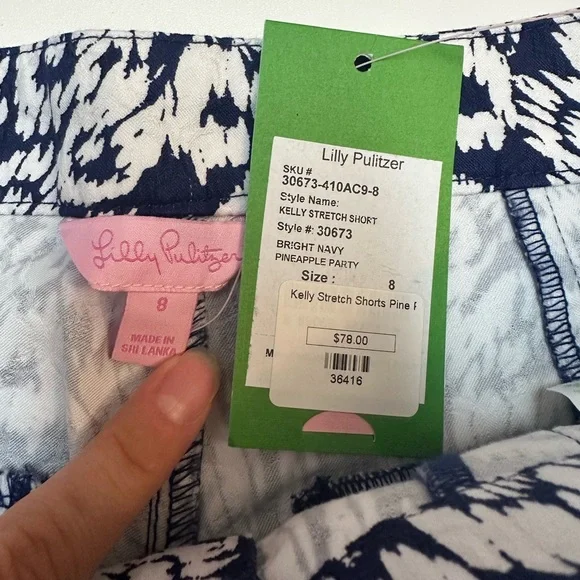 Lilly Pulitzer
8
MADE IN
SRI LANKA
Lilly Pulitzer
SKU #
30673-410AC9-8
Style Name:
KELLY STRETCH SHORT
Style #: 30673
BRIGHT NAVY
PINEAPPLE PARTY
Size : 8
Kelly Stretch Shorts Pine
$78.00
36416
M